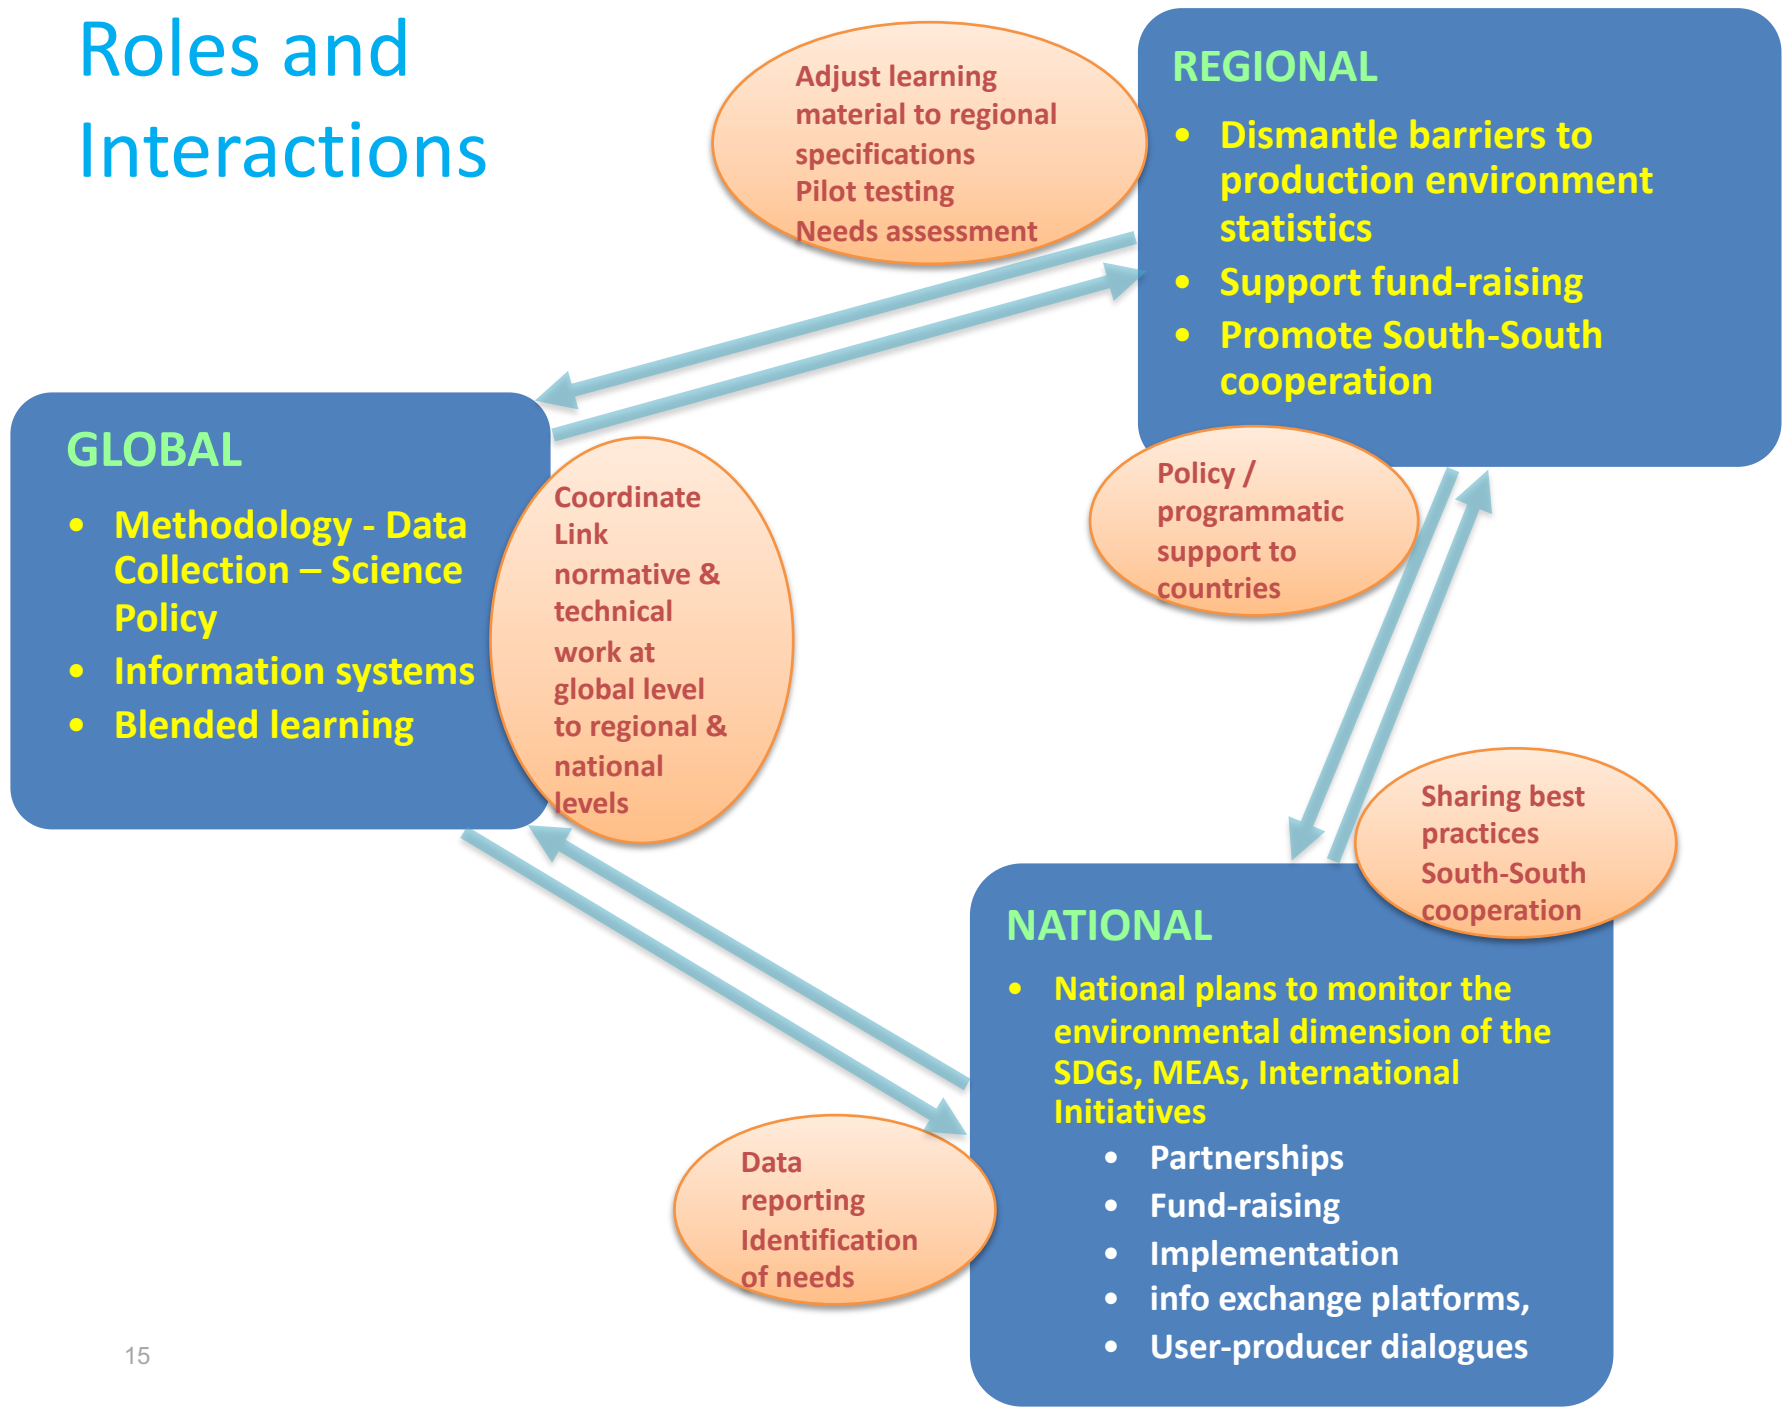 Roles and
Interactions
Adjust learning
material to regional
specifications
Pilot testing
Needs assessment
REGIONAL
• Dismantle barriers to
production environment
statistics
• Support fund-raising
• Promote South-South
cooperation
GLOBAL
• Methodology - Data
Collection – Science
Policy
• Information systems
• Blended learning
Coordinate
Link
normative &
technical
work at
global level
to regional &
national
levels
Policy /
programmatic
support to
countries
Sharing best
practices
South-South
cooperation
NATIONAL
• National plans to monitor the
environmental dimension of the
SDGs, MEAs, International
Initiatives
• Partnerships
• Fund-raising
• Implementation
• info exchange platforms,
• User-producer dialogues
Data
reporting
Identification
of needs
15